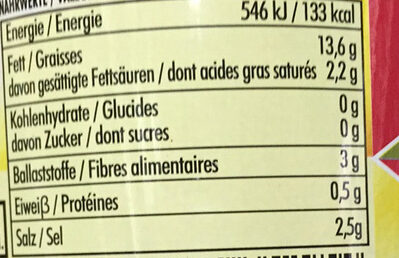 NÄHRWERTE /
Energie / Energie 546 kJ / 133 kcal
Fett / Graisses 13,6 g
davon gesättigte Fettsäuren / dont acides gras saturés 2,2 g
Kohlenhydrate / Glucides 0 g
davon Zucker / dont sucres 0 g
Ballaststoffe / Fibres alimentaires 3 g
Eiweiß / Protéines 0,5 g
Salz / Sel 2,5g